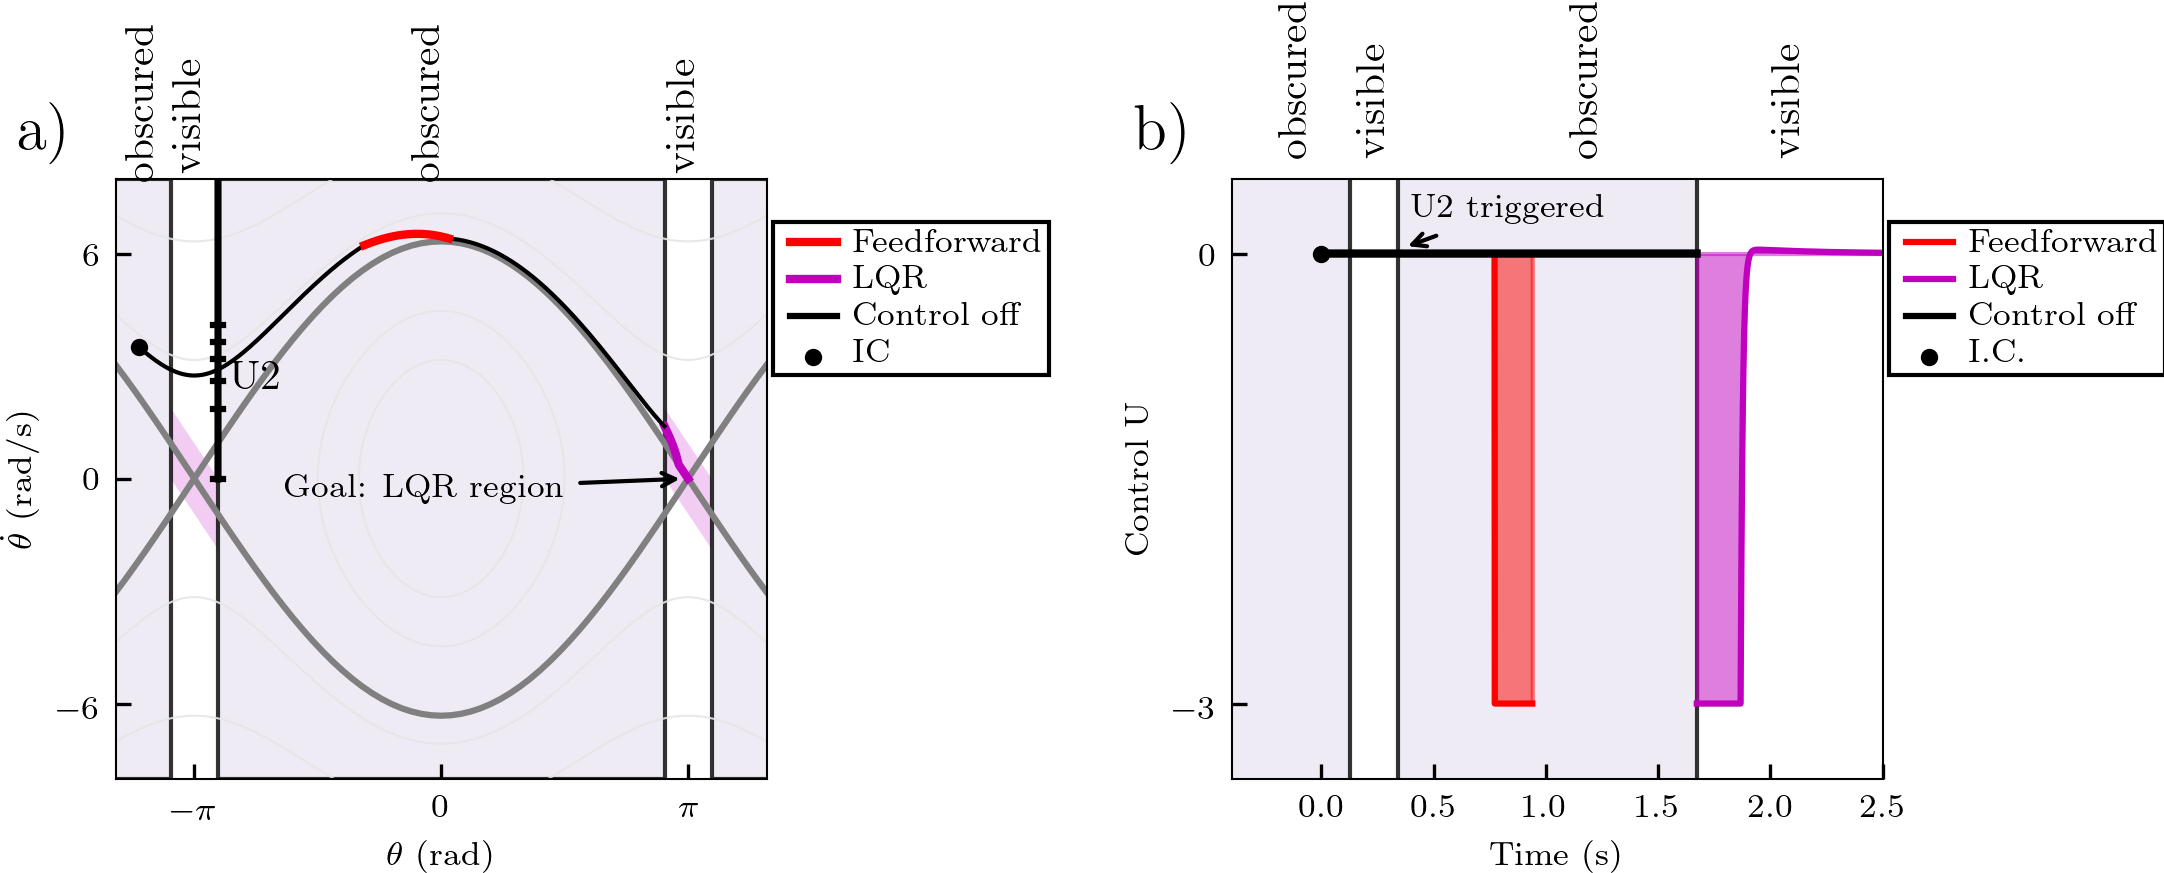 a)
obscured
visible
obscured
visible
6
0
−6
θ̇ (rad/s)
U2
Goal: LQR region
−π
0
π
θ (rad)
Feedforward
LQR
Control off
IC
b)
obscured
visible
obscured
visible
U2 triggered
0
−3
Control U
0.0
0.5
1.0
1.5
2.0
2.5
Time (s)
Feedforward
LQR
Control off
I.C.